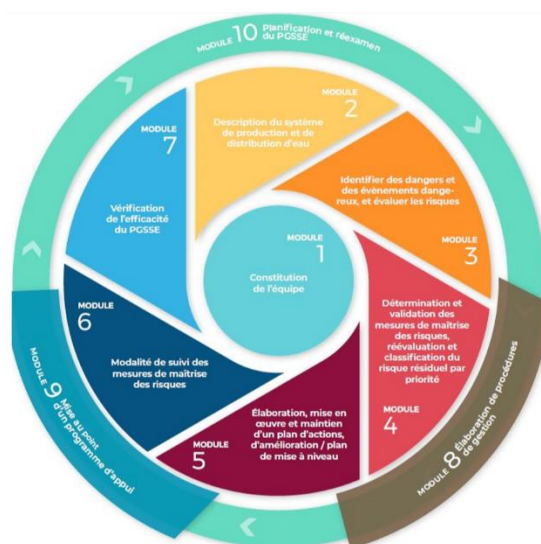 MODULE 10 Planification et réexamen
du PGSSE
MODULE
2
Description du système
de production et de
distribution d'eau
MODULE
7
Vérification
de l'efficacité
du PGSSE
Identifier des dangers et
des évènements dange-
reux, et évaluer les risques
MODULE
3
MODULE
1
Constitution
de l'équipe
MODULE
6
Modalité de suivi des
mesures de maîtrise
des risques
Détermination et
validation des
mesures de maîtrise
des risques,
réévaluation et
classification du
risque résiduel par
priorité
MODULE
4
Élaboration, mise en
œuvre et maintien
d'un plan d'actions,
d'amélioration / plan
de mise à niveau
MODULE
5
MODULE 9 Mise au point
d'un programme d'appui
MODULE 8 Élaboration de procédures
de gestion